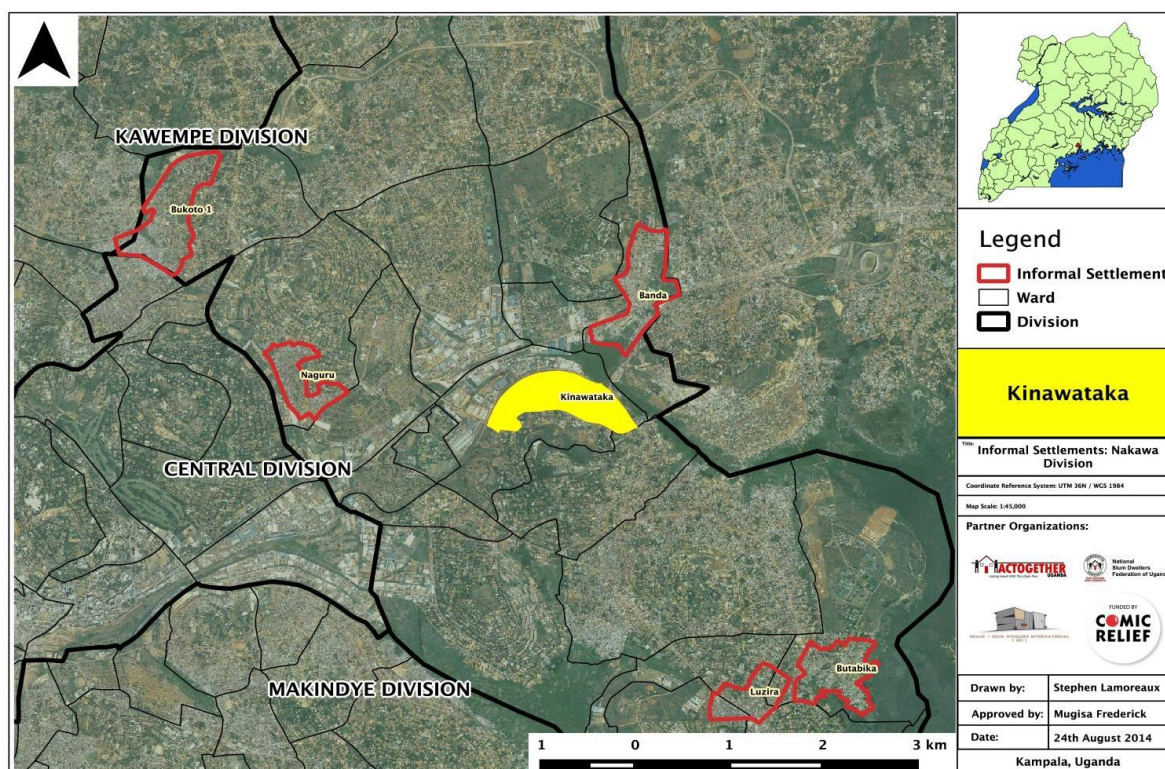 KAWEMPE DIVISION
Bukoto 1
Banda
Naguru
Kinawataka
CENTRAL DIVISION
MAKINDYE DIVISION
Luzira
Butabika
1 0 1 2 3 km
Legend
Informal Settlement
Ward
Division
Kinawataka
Title: Informal Settlements: Nakawa
Division
Coordinate Reference System: UTM 36N / WGS 1984
Map Scale: 1:45,000
Partner Organizations:
ACTOGETHER
UGANDA
National
Slum Dwellers
Federation of Ugan
FUNDED BY
COMIC
RELIEF
Drawn by: Stephen Lamoreaux
Approved by: Mugisa Frederick
Date: 24th August 2014
Kampala, Uganda